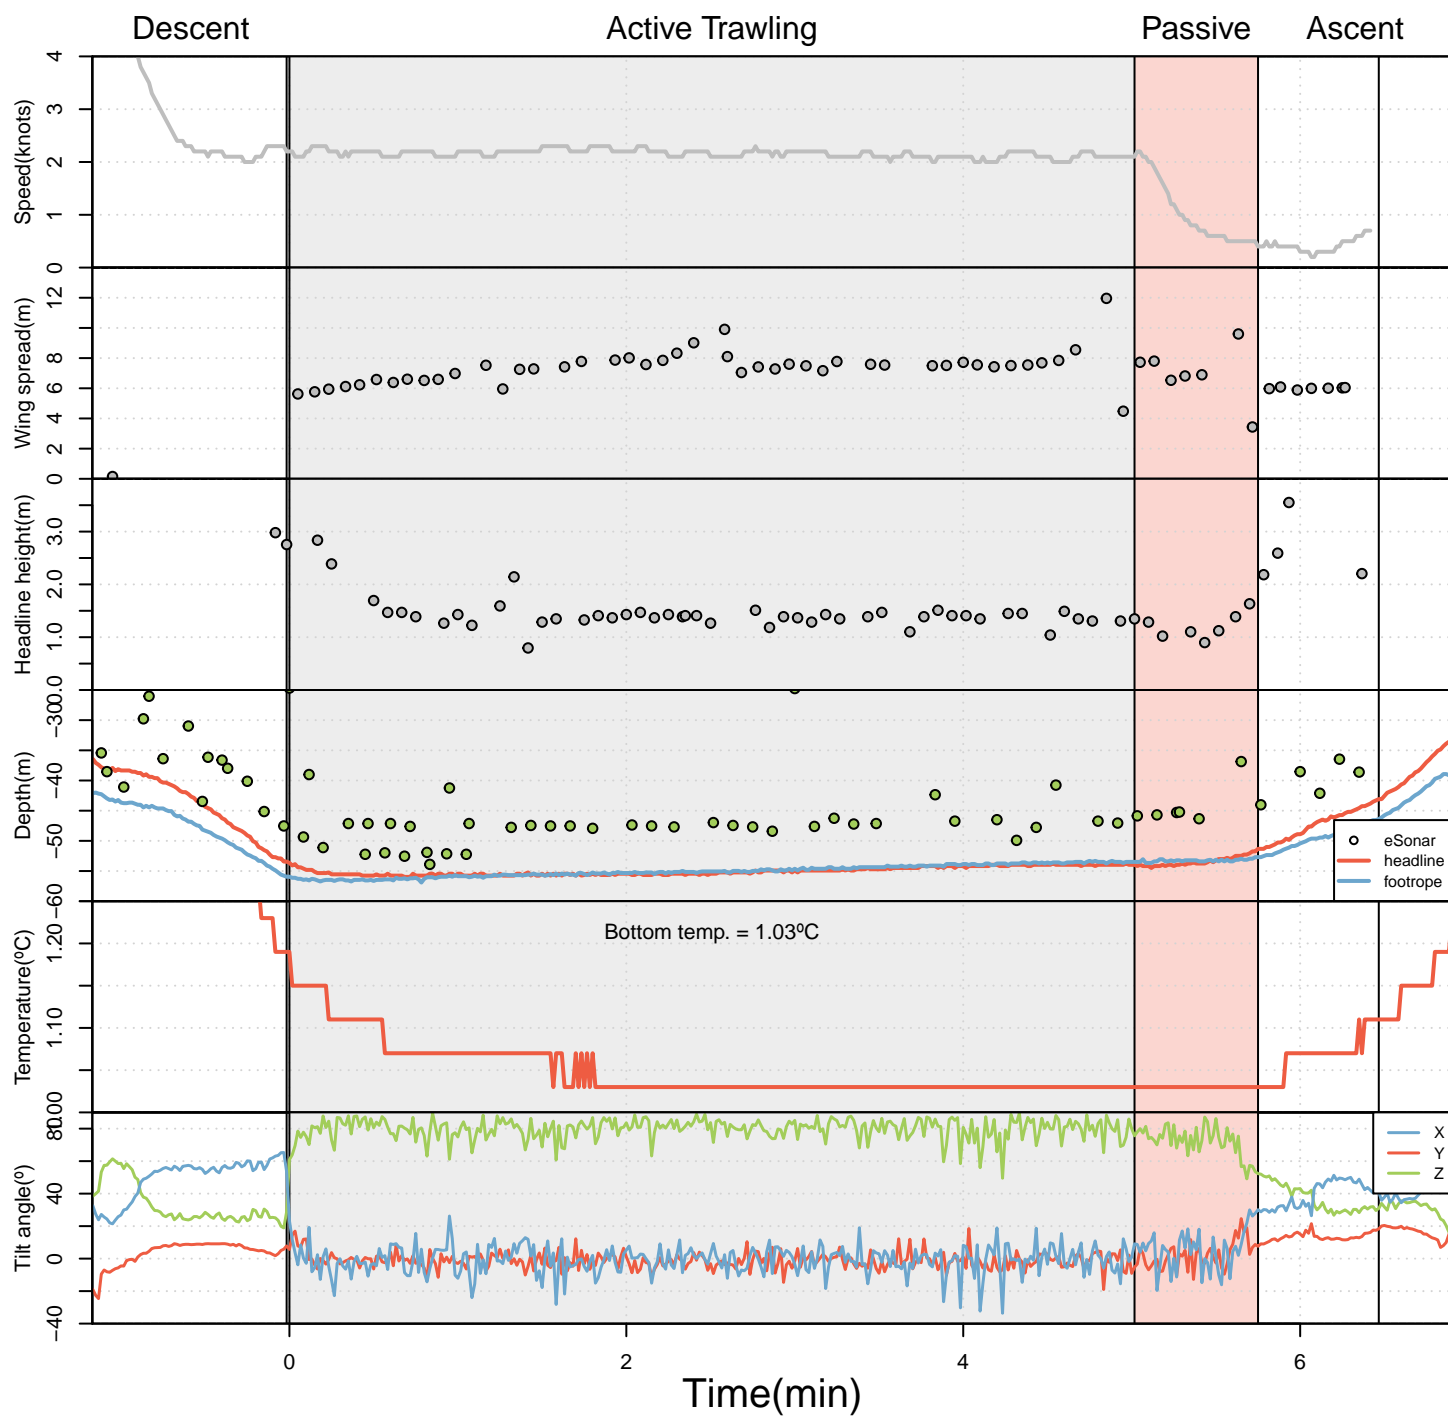 Descent Active Trawling Passive Ascent
Speed(knots)
4
3
2
1
0
Wing spread(m)
12
8
6
4
2
0
Headline height(m)
3.0
2.0
1.0
0.0
Depth(m)
−30
−40
−50
−60
eSonar
headline
footrope
Temperature(ºC)
1.20
1.10
1.00
Bottom temp. = 1.03ºC
Tilt angle(º)
80
40
0
−40
X
Y
Z
0 2 4 6
Time(min)